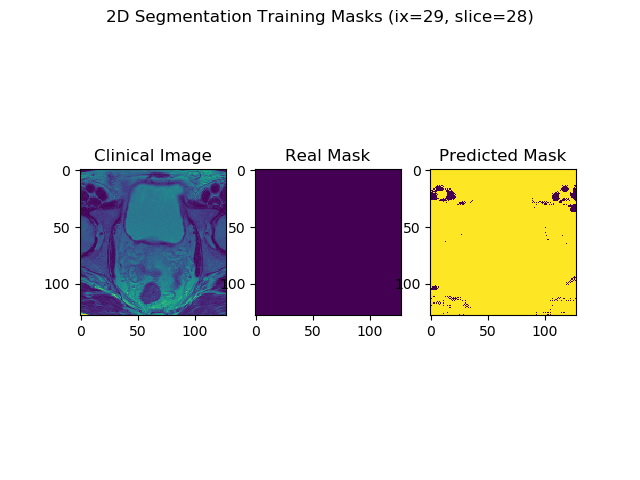 2D Segmentation Training Masks (ix=29, slice=28)
Clinical Image Real Mask Predicted Mask
0 0 0
50 50 50
100 100 100
0 50 100 0 50 100 0 50 100